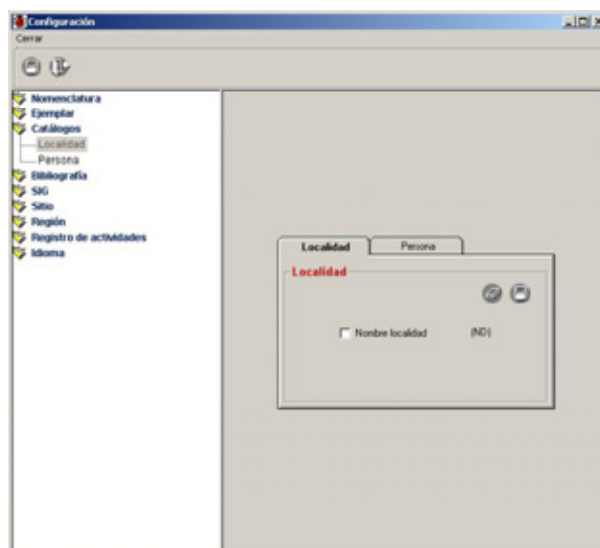 Configuración
Cerrar
Nomenclatura
Ejemplar
Catálogos
Localidad
Persona
Bibliografía
SIG
Sitio
Región
Registro de actividades
Idioma
Localidad Persona
Localidad
Nombre localidad (ND)